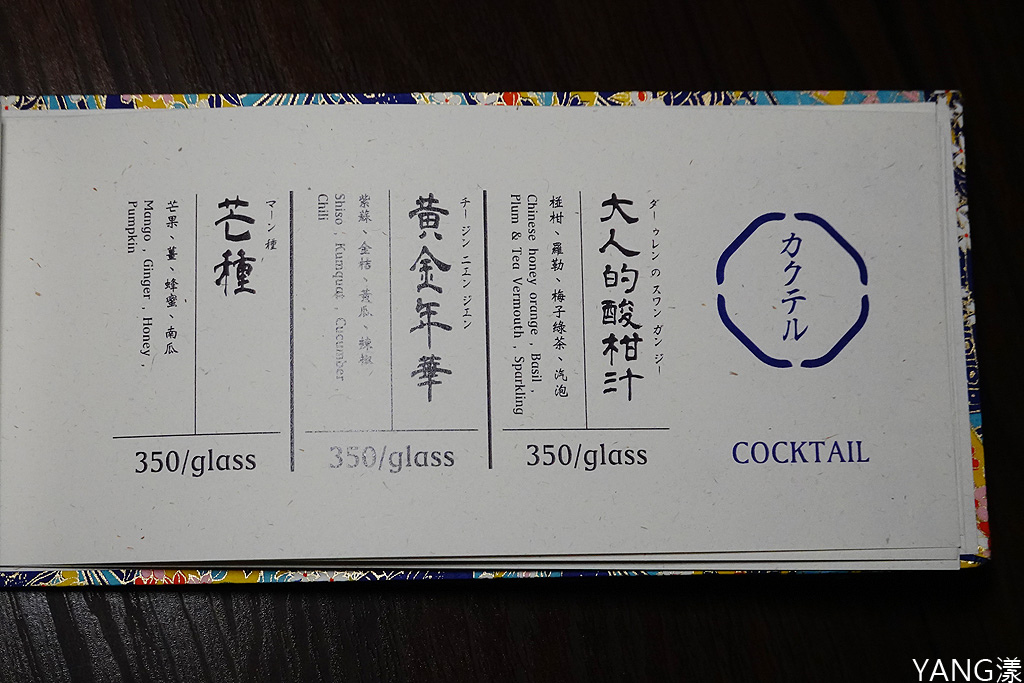 カクテル
COCKTAIL
ダーゥレン の スワン ガン ジー
大人的酸柑汁
椪柑、羅勒、梅子綠茶、汽泡
Chinese honey orange . Basil .
Plum & Tea Vermouth . Sparkling
350/glass
チー ジン ニエン ジエン
黃金年華
紫蘇、金桔、黃瓜、辣椒
Shiso . Kumquat . Cucumber .
Chili
350/glass
マーン 種
芒種
芒果、薑、蜂蜜、南瓜
Mango . Ginger . Honey
Pumpkin
350/glass
YANG漾